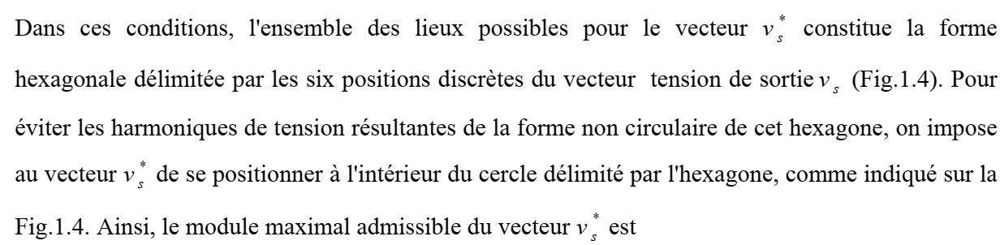 Dans ces conditions, l'ensemble des lieux possibles pour le vecteur v_s^* constitue la forme
hexagonale délimitée par les six positions discrètes du vecteur tension de sortie v_s (Fig.1.4). Pour
éviter les harmoniques de tension résultantes de la forme non circulaire de cet hexagone, on impose
au vecteur v_s^* de se positionner à l'intérieur du cercle délimité par l'hexagone, comme indiqué sur la
Fig.1.4. Ainsi, le module maximal admissible du vecteur v_s^* est